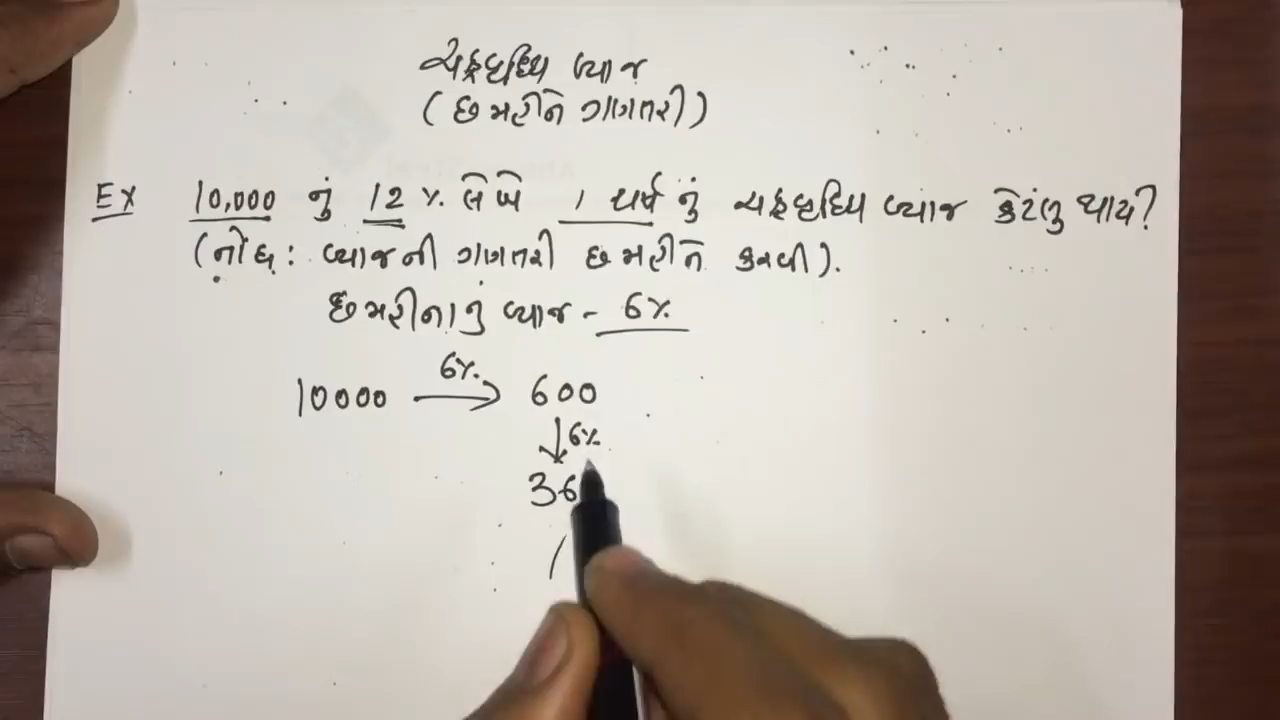 ચક્રવૃદ્ધિ વ્યાજ
(છ મહીને ગણતરી)
EX 10,000 નું 12% લેખે 1 વર્ષ નું ચક્રવૃદ્ધિ વ્યાજ કેટલુ થાય?
(નોંધ: વ્યાજની ગણતરી છ મહીને કરવી).
છ મહીનાનું વ્યાજ - 6%
10000 6% 600
6%
36